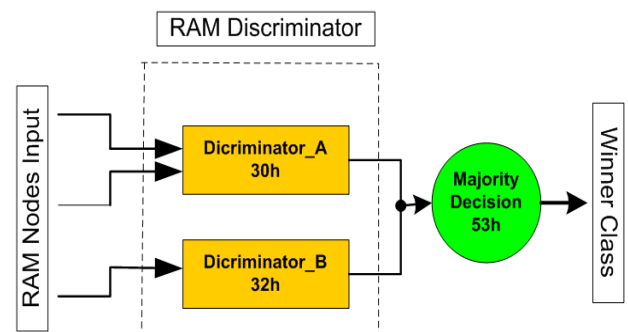 RAM Discriminator
RAM Nodes Input
Dicriminator_A
30h
Dicriminator_B
32h
Majority
Decision
53h
Winner Class